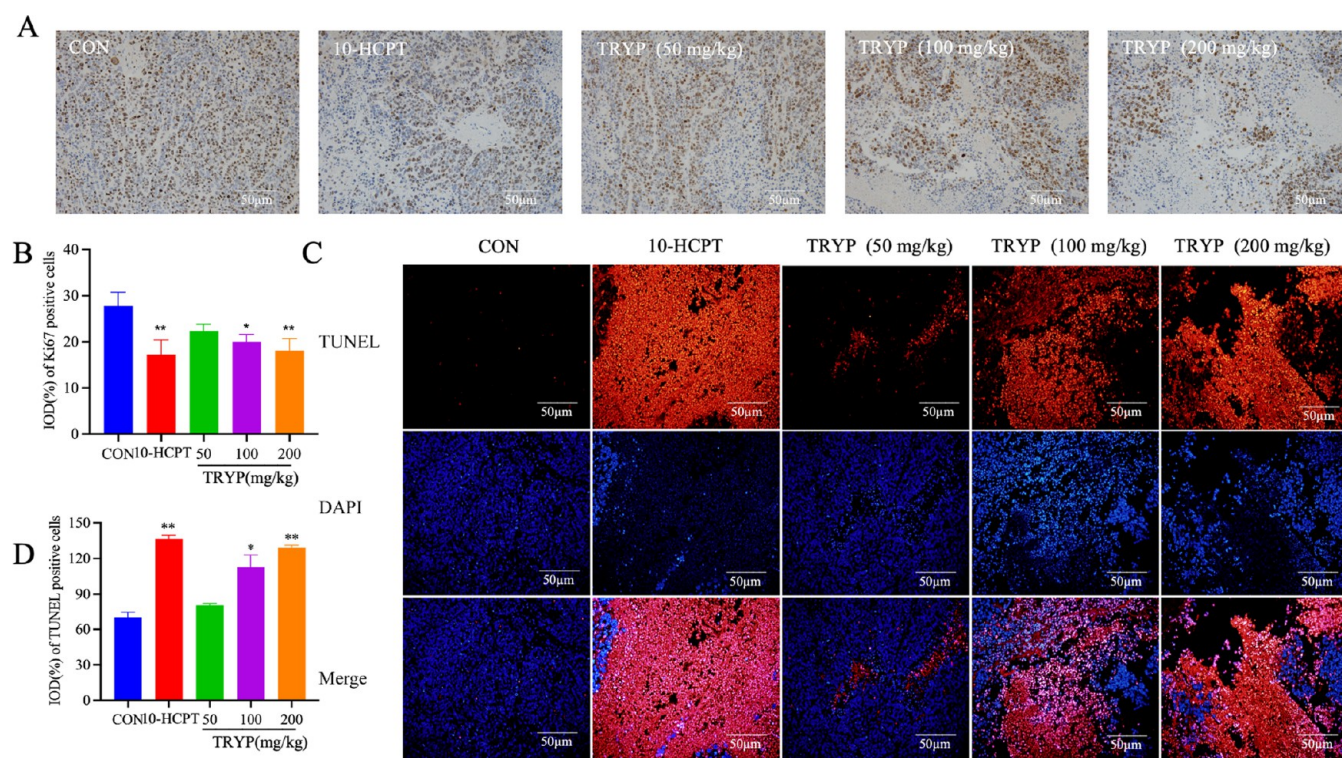 A
CON
10-HCPT
TRYP (50 mg/kg)
TRYP (100 mg/kg)
TRYP (200 mg/kg)
50μm
50μm
50μm
50μm
50μm
B
IOD(%) of Ki67 positive cells
40
30
20
10
0
**
*
**
CON
10-HCPT
50
100
200
TRYP(mg/kg)
C
CON
10-HCPT
TRYP (50 mg/kg)
TRYP (100 mg/kg)
TRYP (200 mg/kg)
TUNEL
50μm
50μm
50μm
50μm
50μm
DAPI
50μm
50μm
50μm
50μm
50μm
Merge
50μm
50μm
50μm
50μm
50μm
D
IOD(%) of TUNEL positive cells
150
120
90
60
30
0
**
*
**
CON
10-HCPT
50
100
200
TRYP(mg/kg)